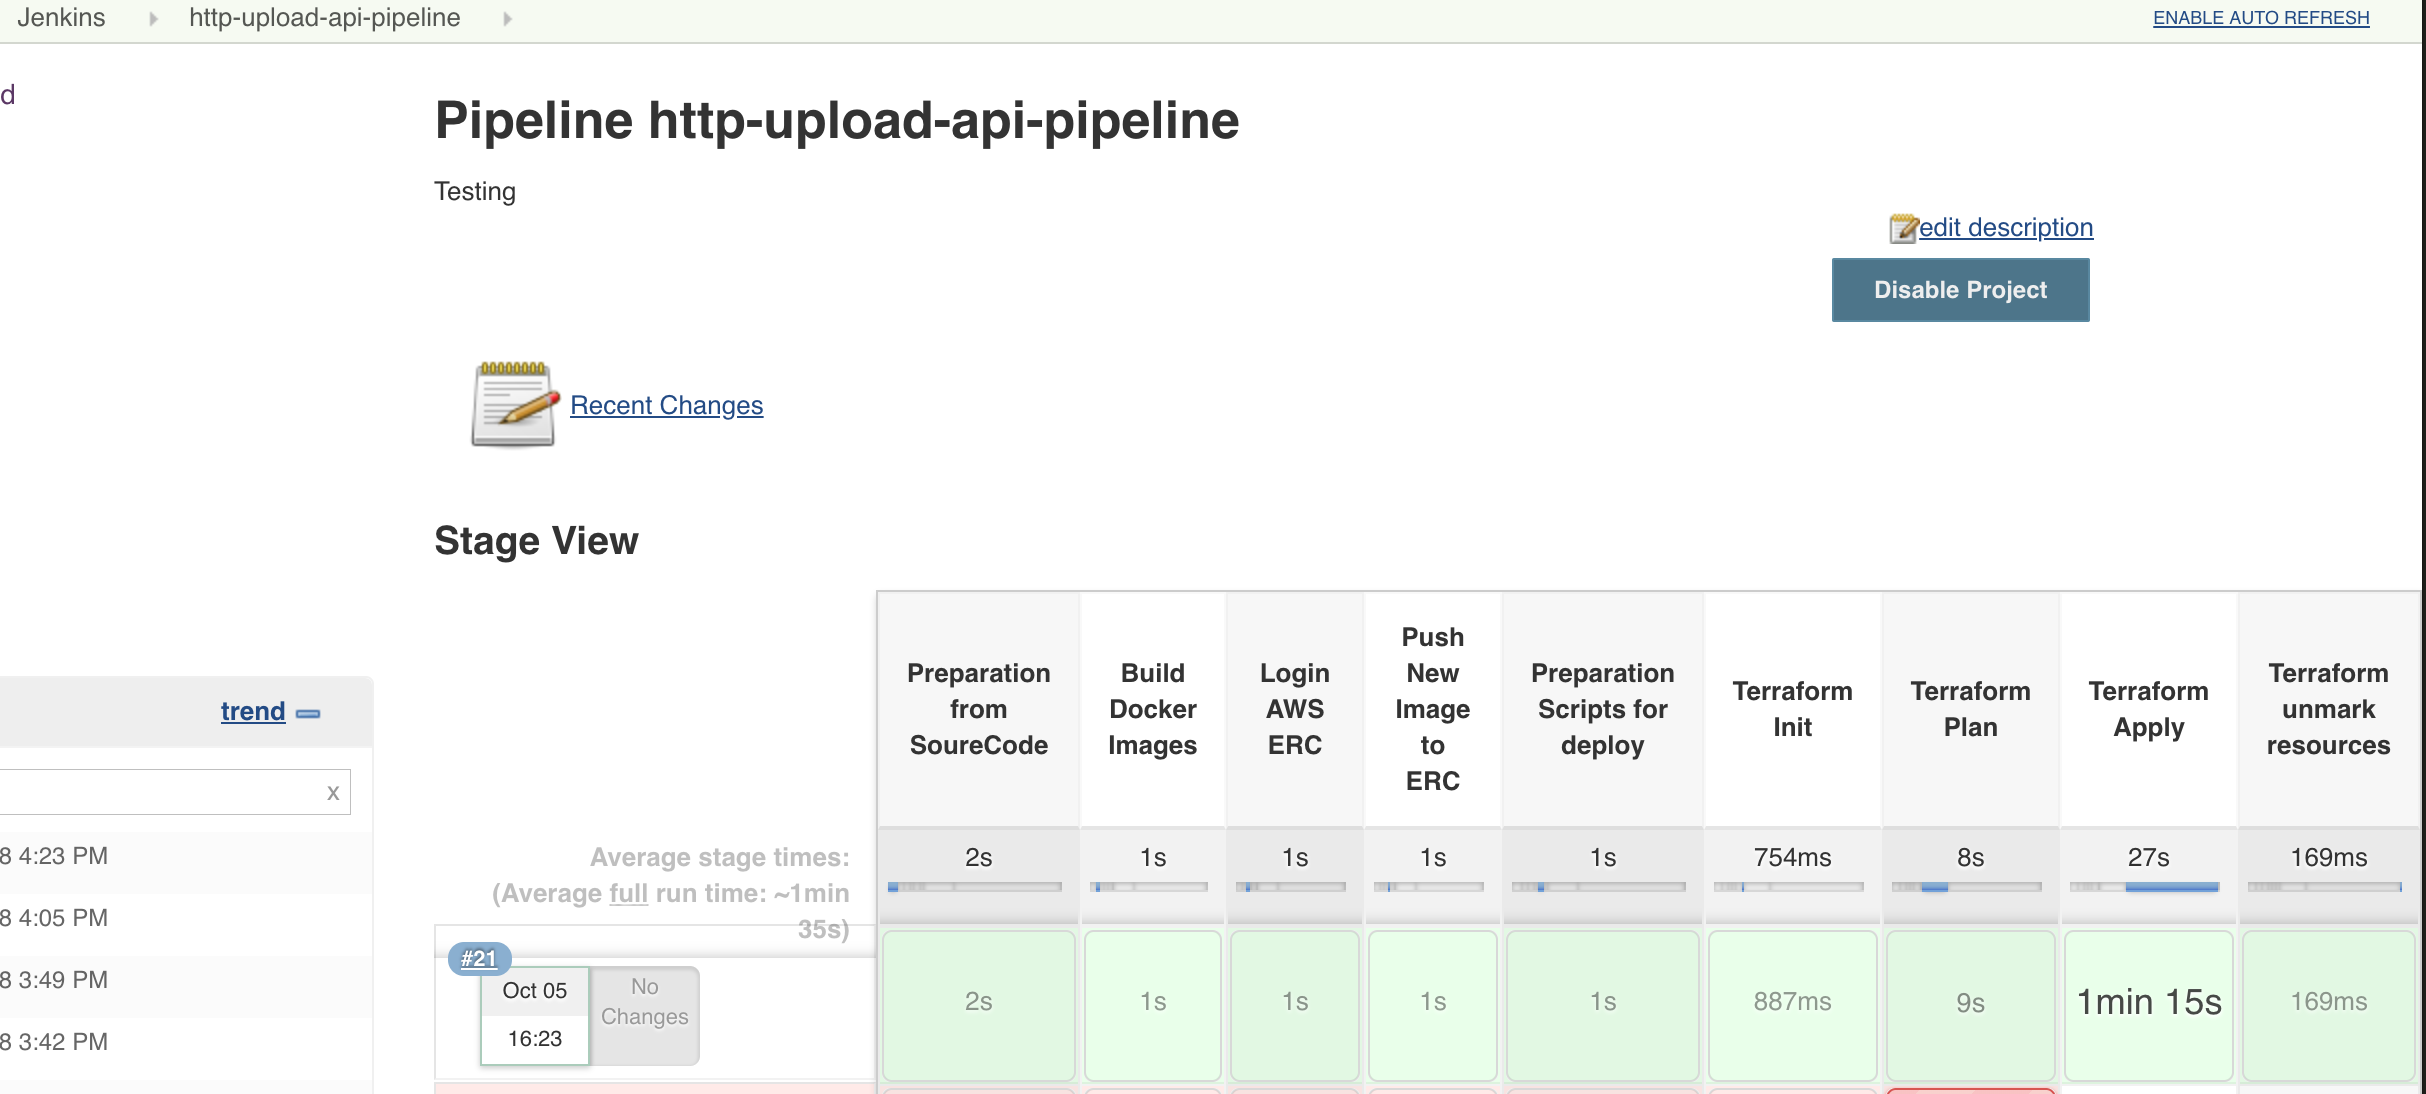 Jenkins
http-upload-api-pipeline
ENABLE AUTO REFRESH
d
Pipeline http-upload-api-pipeline
Testing
edit description
Disable Project
Recent Changes
Stage View
trend
x
8 4:23 PM
8 4:05 PM
8 3:49 PM
8 3:42 PM
Preparation
from
SoureCode
Build
Docker
Images
Login
AWS
ERC
Push
New
Image
to
ERC
Preparation
Scripts for
deploy
Terraform
Init
Terraform
Plan
Terraform
Apply
Terraform
unmark
resources
Average stage times:
(Average full run time: ~1min
35s)
2s
1s
1s
1s
1s
754ms
8s
27s
169ms
#21
Oct 05
16:23
No
Changes
2s
1s
1s
1s
1s
887ms
9s
1min 15s
169ms